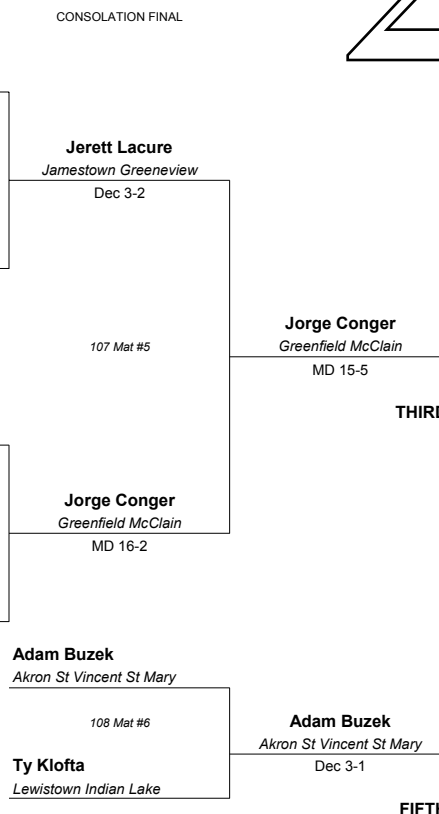 CONSOLATION FINAL
Jerett Lacure
Jamestown Greeneview
Dec 3-2
107 Mat #5
Jorge Conger
Greenfield McClain
MD 15-5
THIRD
Jorge Conger
Greenfield McClain
MD 16-2
Adam Buzek
Akron St Vincent St Mary
108 Mat #6
Adam Buzek
Akron St Vincent St Mary
Dec 3-1
Ty Klofta
Lewistown Indian Lake
FIFTH